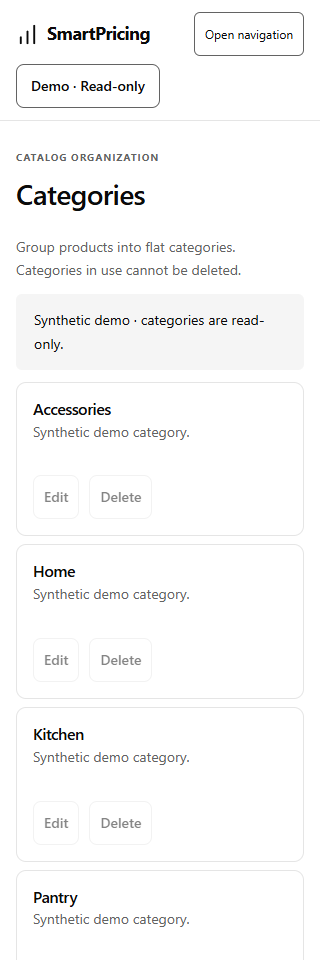 SmartPricing
Open navigation
Demo · Read-only
CATALOG ORGANIZATION
Categories
Group products into flat categories.
Categories in use cannot be deleted.
Synthetic demo · categories are read-
only.
Accessories
Synthetic demo category.
Edit Delete
Home
Synthetic demo category.
Edit Delete
Kitchen
Synthetic demo category.
Edit Delete
Pantry
Synthetic demo category.